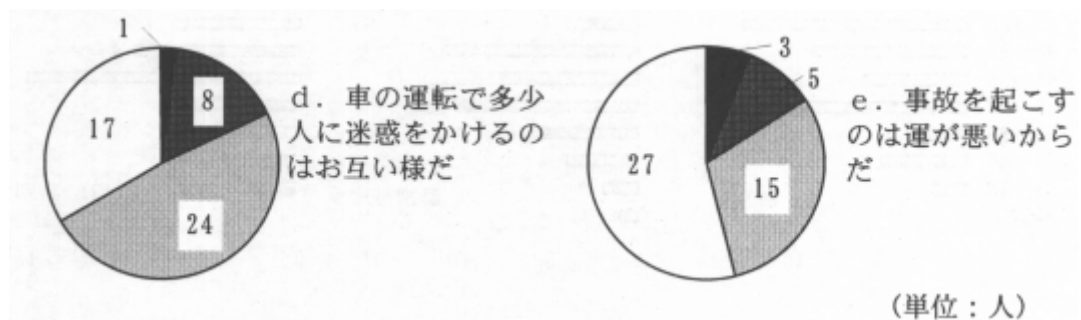 1
8
17
24
d. 車の運転で多少
人に迷惑をかけるの
はお互い様だ
3
5
27
15
e. 事故を起こす
のは運が悪いから
だ
(単位：人)